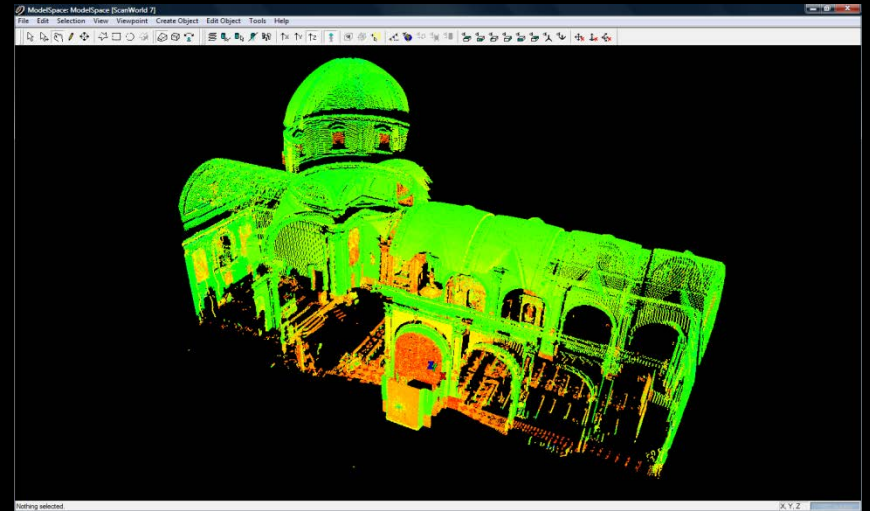 ModelSpace: ModelSpace [ScanWorld 7]
File Edit Selection View Viewpoint Create Object Edit Object Tools Help
Nothing selected.
X, Y, Z